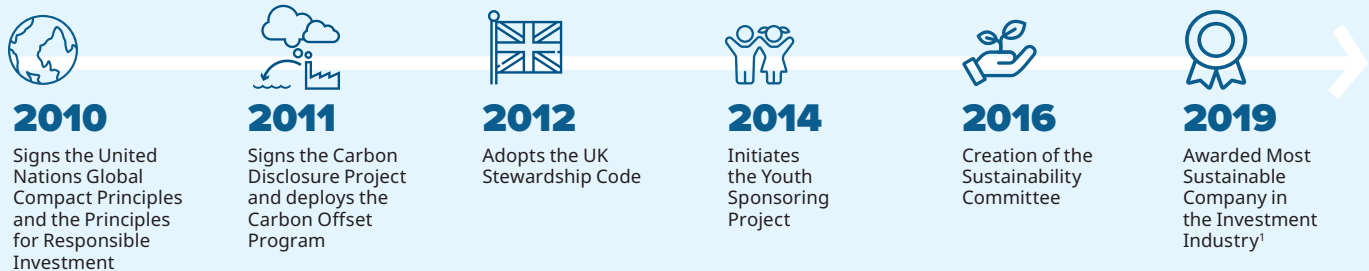 2010
Signs the United
Nations Global
Compact Principles
and the Principles
for Responsible
Investment
2011
Signs the Carbon
Disclosure Project
and deploys the
Carbon Offset
Program
2012
Adopts the UK
Stewardship Code
2014
Initiates
the Youth
Sponsoring
Project
2016
Creation of the
Sustainability
Committee
2019
Awarded Most
Sustainable
Company in
the Investment
Industry¹